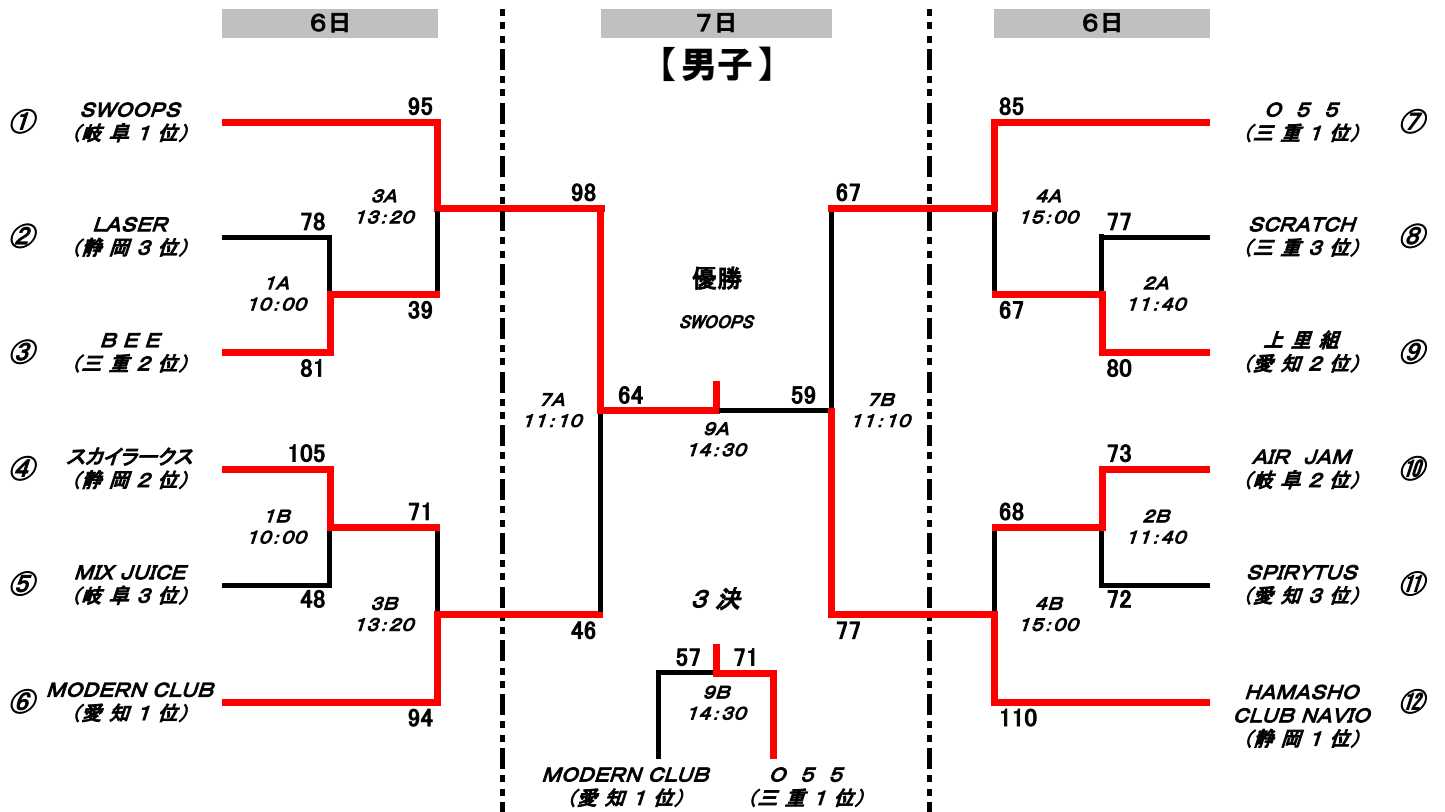 6日
7日
6日
【男子】
① SWOOPS
(岐阜1位)
② LASER
(静岡3位)
③ BEE
(三重2位)
④ スカイラークス
(静岡2位)
⑤ MIX JUICE
(岐阜3位)
⑥ MODERN CLUB
(愛知1位)
95
3A
13:20
78
1A
10:00
39
81
105
1B
10:00
71
48
3B
13:20
94
98
7A
11:10
46
優勝
SWOOPS
64
59
9A
14:30
3決
57
71
9B
14:30
MODERN CLUB
(愛知1位)
O55
(三重1位)
67
7B
11:10
77
85
4A
15:00
77
2A
11:40
67
80
73
68
2B
11:40
72
4B
15:00
110
O55
(三重1位) ⑦
SCRATCH
(三重3位) ⑧
上里組
(愛知2位) ⑨
AIR JAM
(岐阜2位) ⑩
SPIRYTUS
(愛知3位) ⑪
HAMASHO
CLUB NAVIO
(静岡1位) ⑫